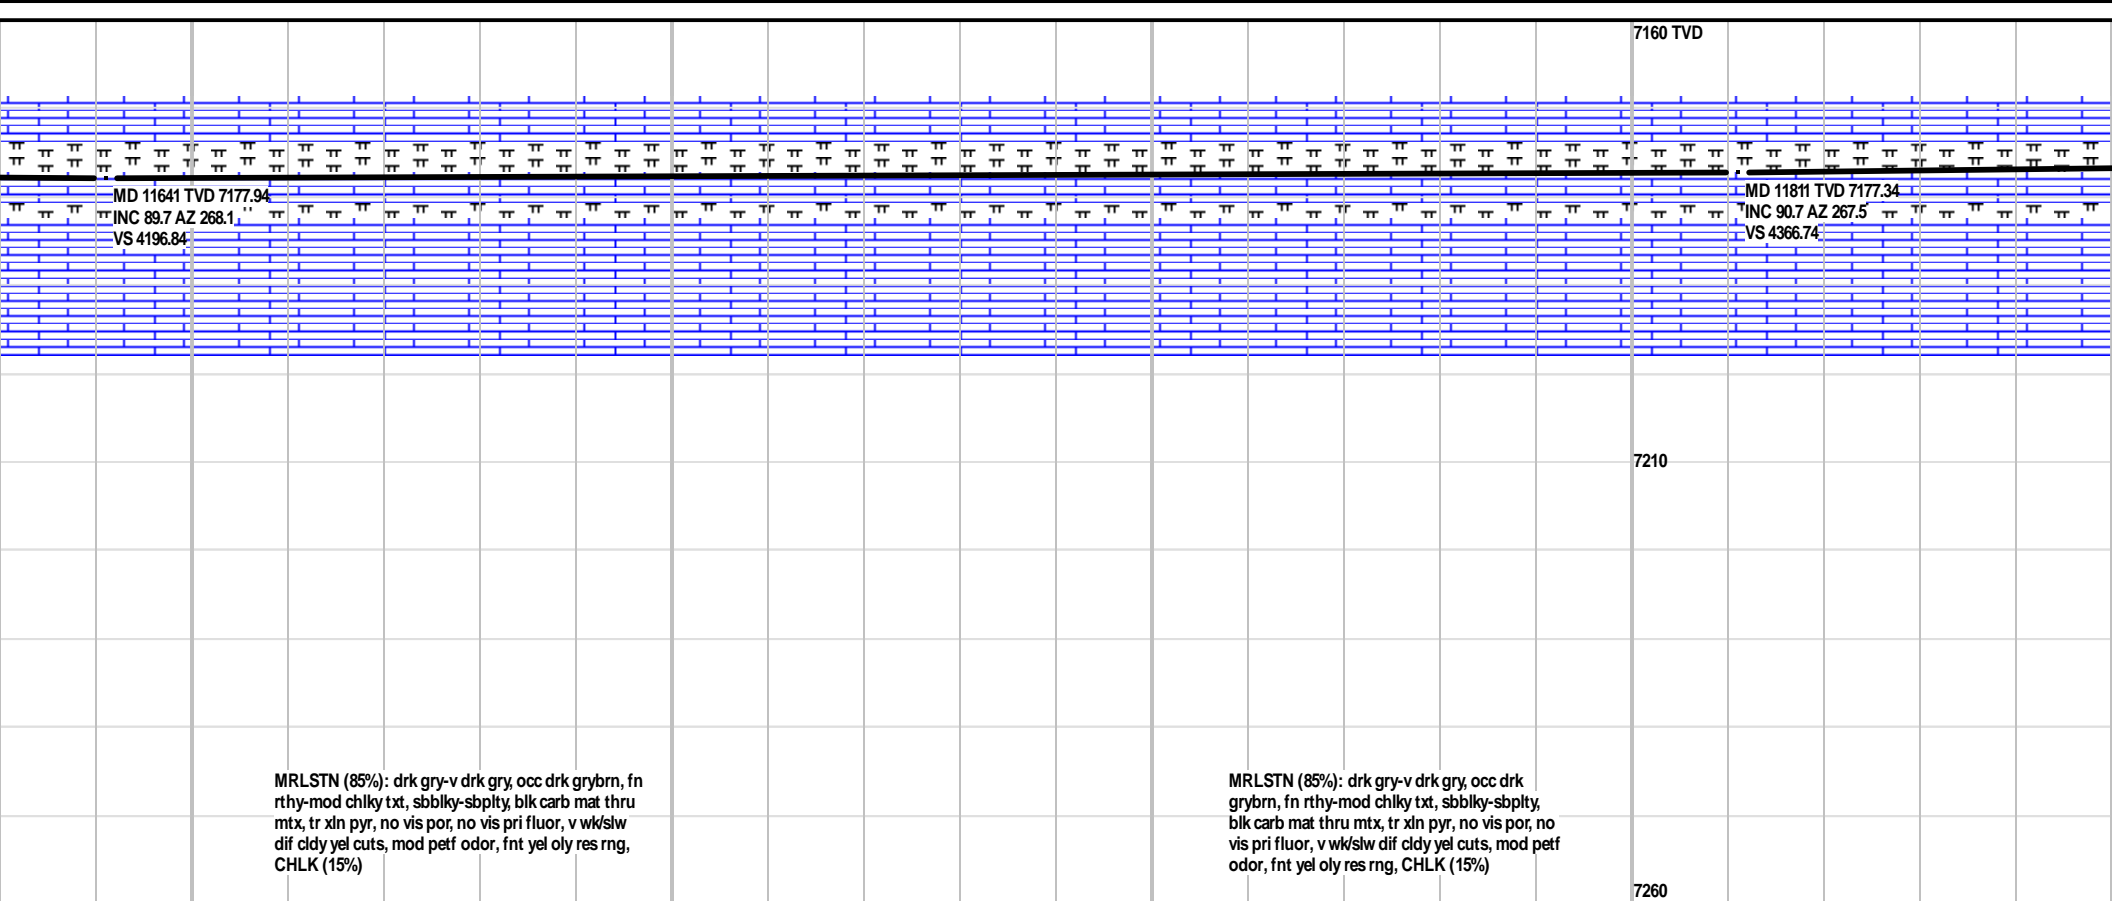 7160 TVD
MD 11641 TVD 7177.94
INC 89.7 AZ 268.1
VS 4196.84
MD 11811 TVD 7177.34
INC 90.7 AZ 267.5
VS 4366.74
7210
MRLSTN (85%): drk gry-v drk gry, occ drk grybrn, fn
rthy-mod chlky txt, sbblky-sbplty, blk carb mat thru
mtx, tr xln pyr, no vis por, no vis pri fluor, v wk/slw
dif cldy yel cuts, mod petf odor, fnt yel oly res rng,
CHLK (15%)
MRLSTN (85%): drk gry-v drk gry, occ drk
grybrn, fn rthy-mod chlky txt, sbblky-sbplty,
blk carb mat thru mtx, tr xln pyr, no vis por, no
vis pri fluor, v wk/slw dif cldy yel cuts, mod petf
odor, fnt yel oly res rng, CHLK (15%)
7260